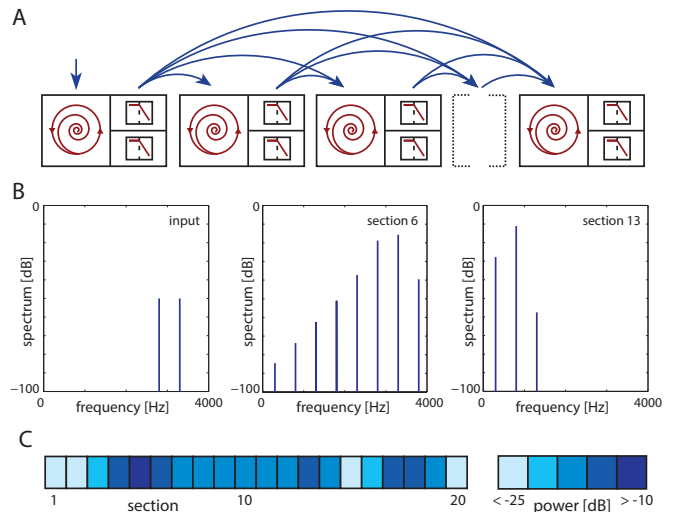 A
B
0
input
spectrum [dB]
−100
0
frequency [Hz]
4000
0
section 6
spectrum [dB]
−100
0
frequency [Hz]
4000
0
section 13
spectrum [dB]
−100
0
frequency [Hz]
4000
C
1
section
10
20
< -25
power [dB]
> -10